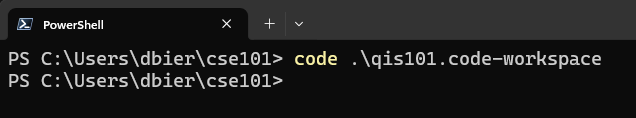 PowerShell
PS C:\Users\dbier\cse101> code .\qis101.code-workspace
PS C:\Users\dbier\cse101>